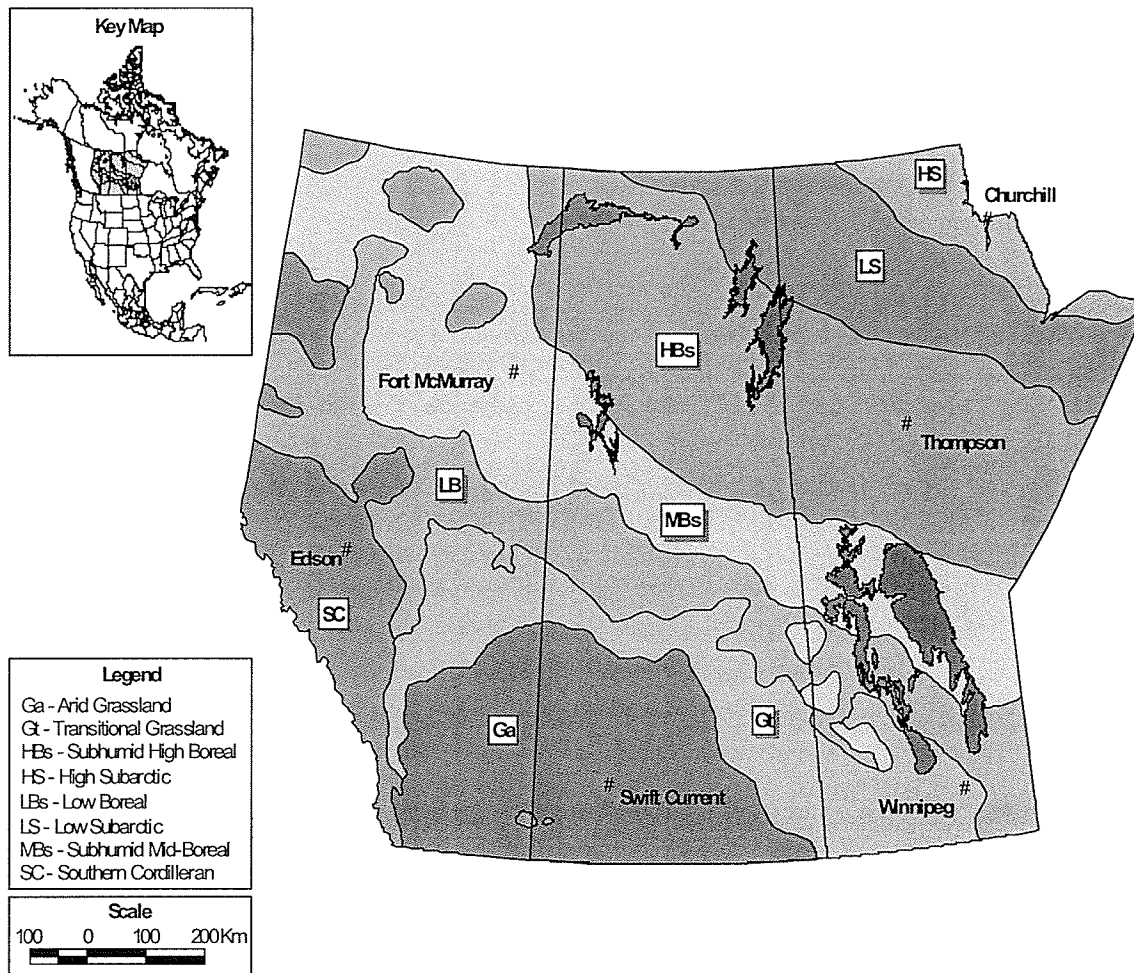 Key Map
HS
Churchill
LS
HBs
Fort McMurray #
#
Thompson
LB
MBs
Edson #
SC
Legend
Ga - Arid Grassland
Gt - Transitional Grassland
HBs - Subhumid High Boreal
HS - High Subarctic
LBs - Low Boreal
LS - Low Subarctic
MBs - Subhumid Mid-Boreal
SC - Southern Cordilleran
Ga
Gt
# Swift Current
#
Winnipeg
Scale
100 0 100 200 Km